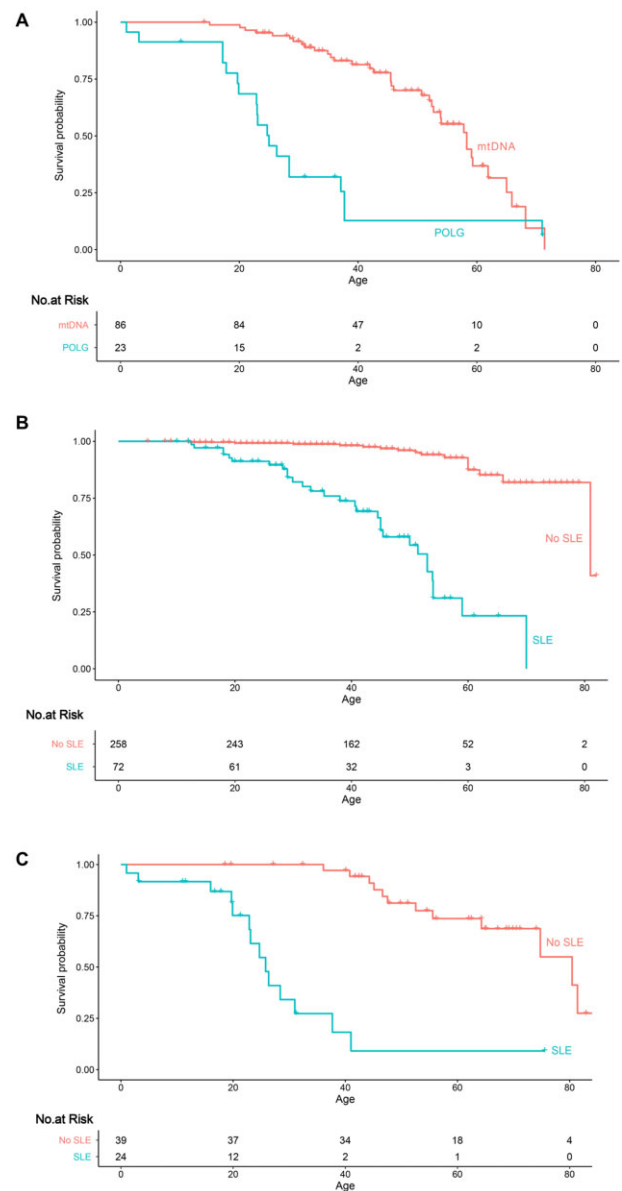 A
1.00
0.75
0.50
0.25
0.00
Survival probability
mtDNA
POLG
0 20 40 60 80
Age
No.at Risk
mtDNA 86 84 47 10 0
POLG 23 15 2 2 0
0 20 40 60 80
Age
B
1.00
0.75
0.50
0.25
0.00
Survival probability
No SLE
SLE
0 20 40 60 80
Age
No.at Risk
No SLE 258 243 162 52 2
SLE 72 61 32 3 0
0 20 40 60 80
Age
C
1.00
0.75
0.50
0.25
0.00
Survival probability
No SLE
SLE
0 20 40 60 80
Age
No.at Risk
No SLE 39 37 34 18 4
SLE 24 12 2 1 0
0 20 40 60 80
Age